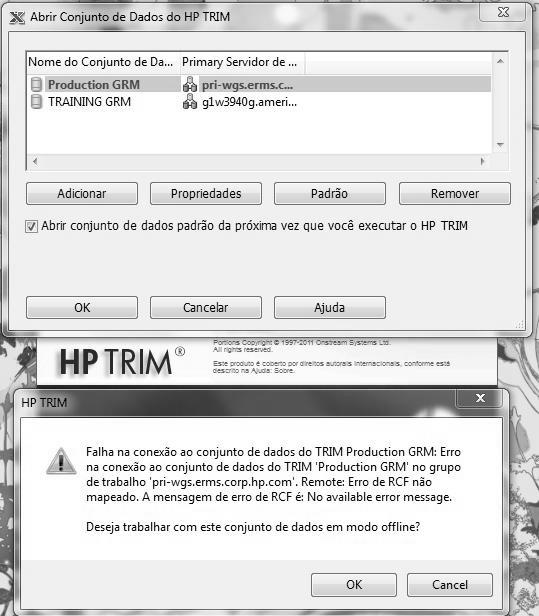 Abrir Conjunto de Dados do HP TRIM
Nome do Conjunto de Da... Primary Servidor de ...
Production GRM pri-wgs.erms.c...
TRAINING GRM g1w3940g.ameri...
Adicionar Propriedades Padrão Remover
Abrir conjunto de dados padrão da próxima vez que você executar o HP TRIM
OK Cancelar Ajuda
Portions Copyright © 1997-2011 Onstream Systems Ltd.
All rights reserved.
HP TRIM®
Este produto é coberto por direitos autorais internacionais, conforme está
descrito na Ajuda: Sobre.
HP TRIM
Falha na conexão ao conjunto de dados do TRIM Production GRM: Erro
na conexão ao conjunto de dados do TRIM 'Production GRM' no grupo
de trabalho 'pri-wgs.erms.corp.hp.com'. Remote: Erro de RCF não
mapeado. A mensagem de erro de RCF é: No available error message.
Deseja trabalhar com este conjunto de dados em modo offline?
OK Cancel